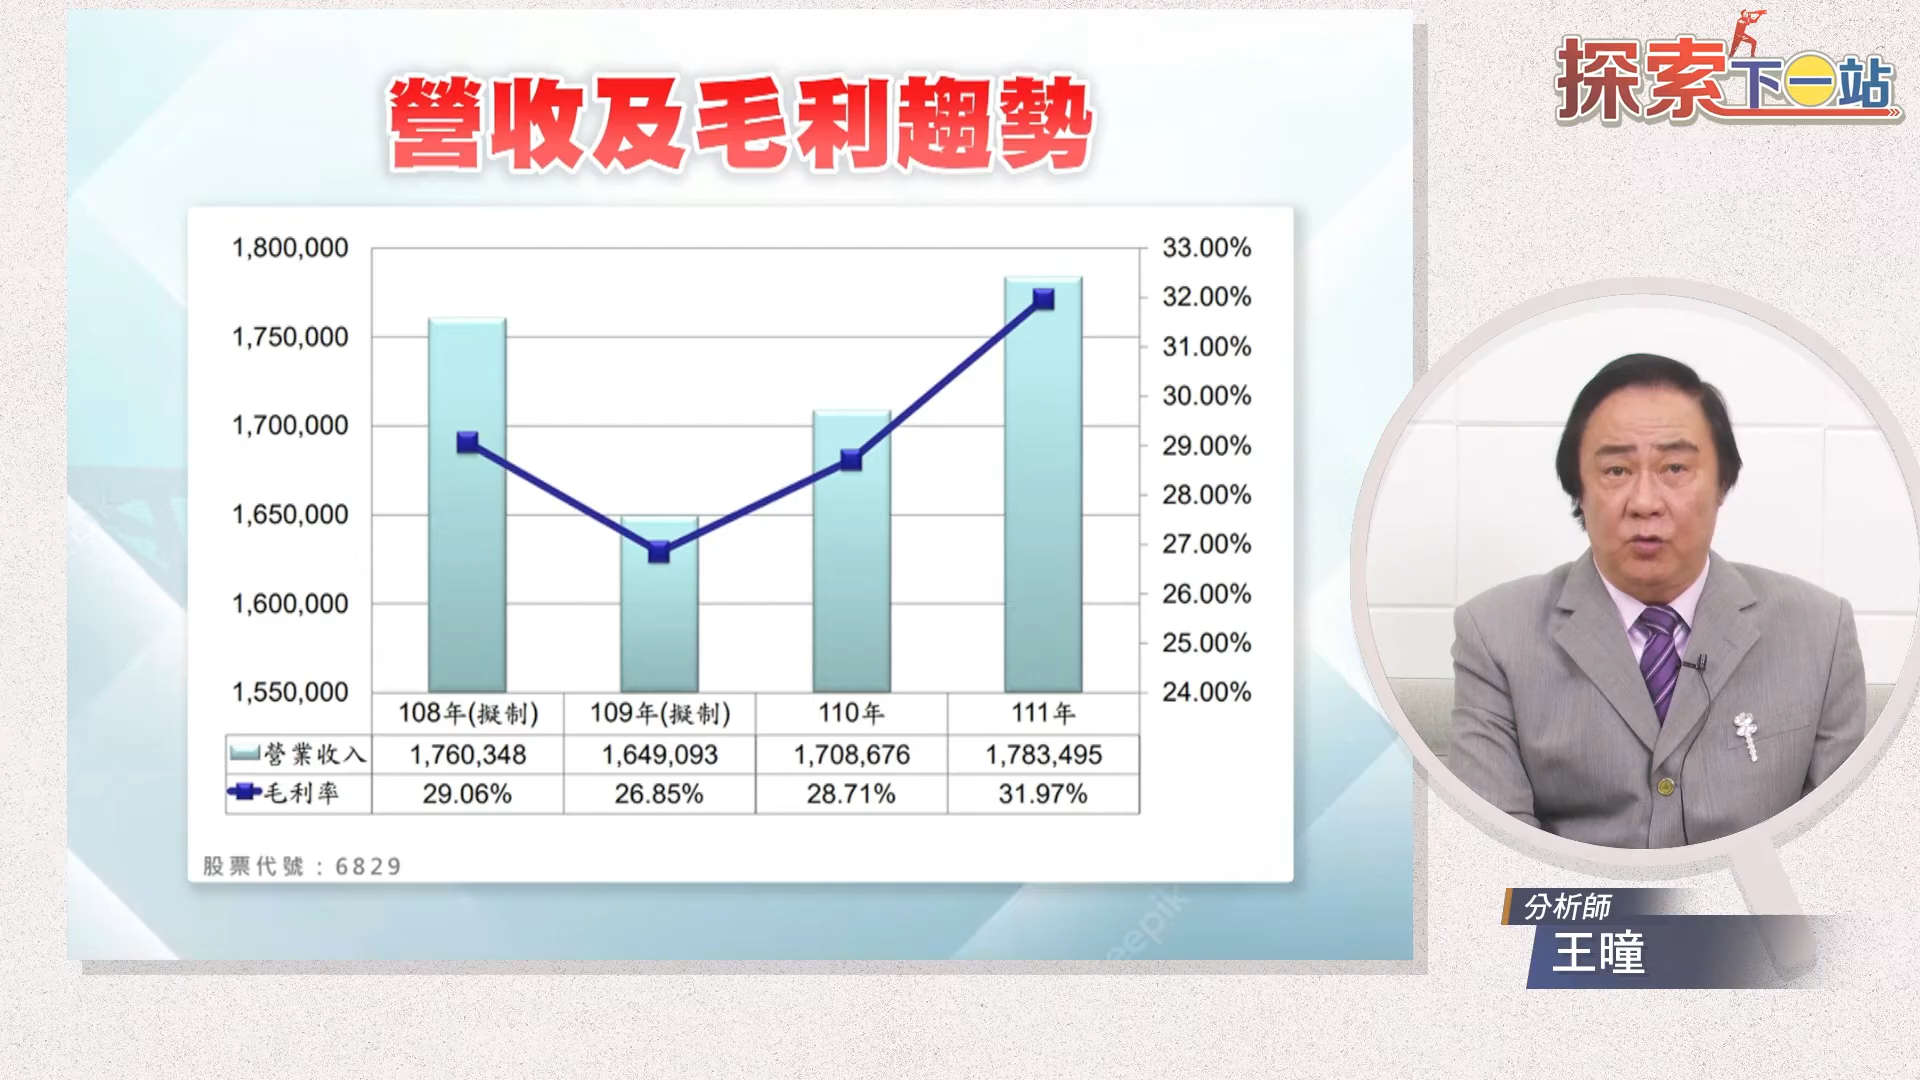 探索下一站
營收及毛利趨勢
1,800,000
1,750,000
1,700,000
1,650,000
1,600,000
1,550,000
33.00%
32.00%
31.00%
30.00%
29.00%
28.00%
27.00%
26.00%
25.00%
24.00%
108年(擬制) 109年(擬制) 110年 111年
營業收入 1,760,348 1,649,093 1,708,676 1,783,495
毛利率 29.06% 26.85% 28.71% 31.97%
股票代號：6829
分析師
王曈